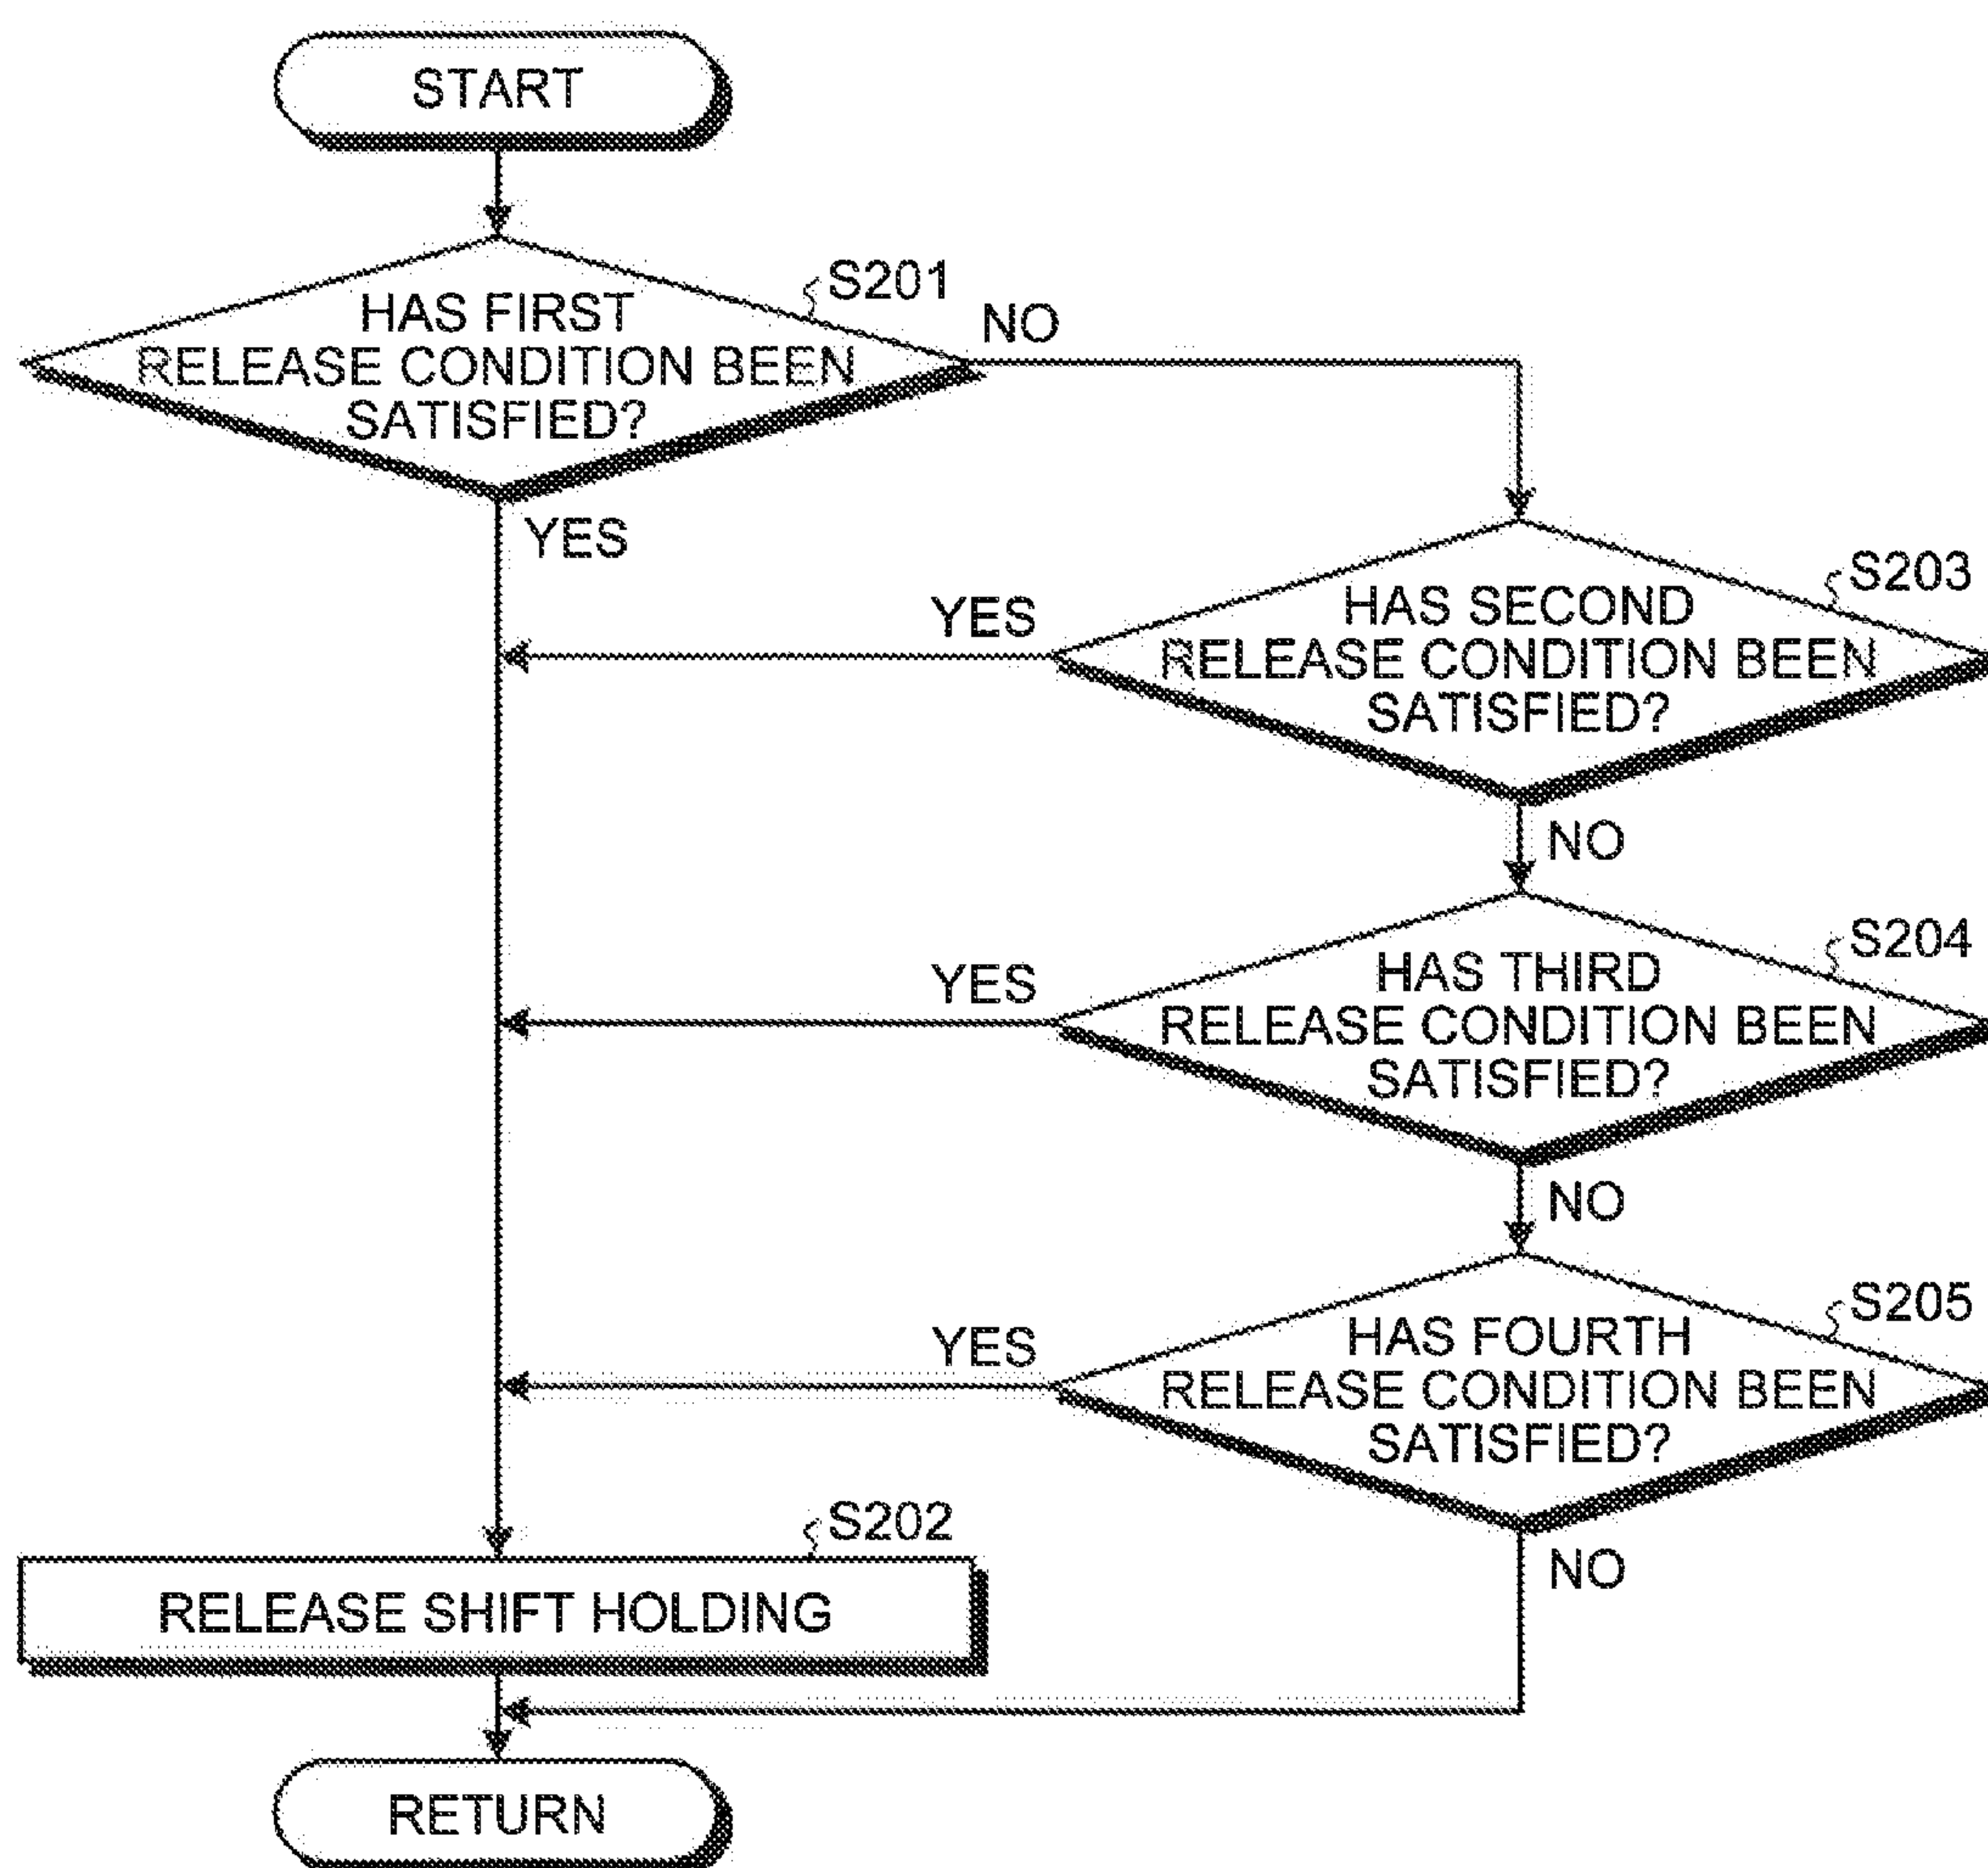 START
S201
HAS FIRST
RELEASE CONDITION BEEN
SATISFIED?
NO
YES
S203
HAS SECOND
RELEASE CONDITION BEEN
SATISFIED?
YES
NO
S204
HAS THIRD
RELEASE CONDITION BEEN
SATISFIED?
YES
NO
S205
HAS FOURTH
RELEASE CONDITION BEEN
SATISFIED?
YES
NO
S202
RELEASE SHIFT HOLDING
RETURN